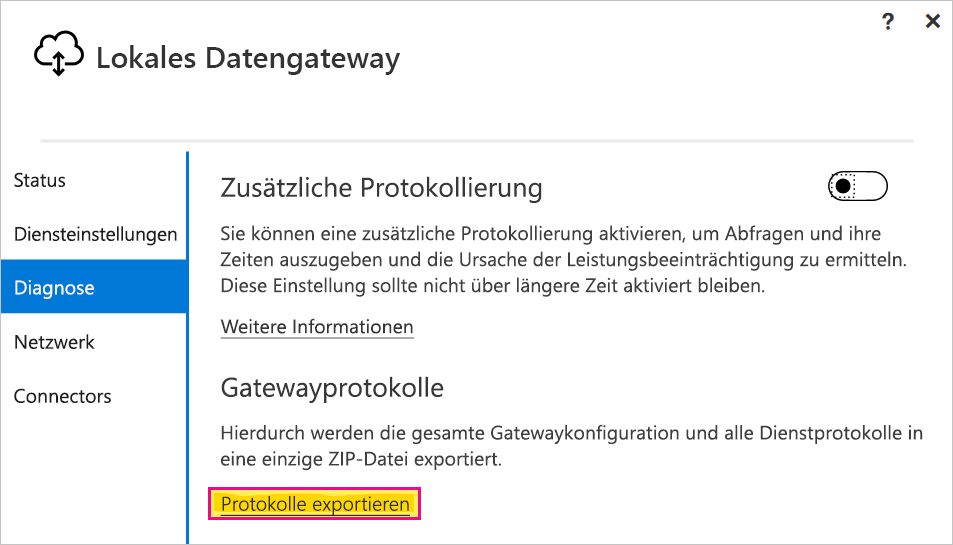 ? ×
Lokales Datengateway
Status
Diensteinstellungen
Diagnose
Netzwerk
Connectors
Zusätzliche Protokollierung
Sie können eine zusätzliche Protokollierung aktivieren, um Abfragen und ihre
Zeiten auszugeben und die Ursache der Leistungsbeeinträchtigung zu ermitteln.
Diese Einstellung sollte nicht über längere Zeit aktiviert bleiben.
Weitere Informationen
Gatewayprotokolle
Hierdurch werden die gesamte Gatewaykonfiguration und alle Dienstprotokolle in
eine einzige ZIP-Datei exportiert.
Protokolle exportieren